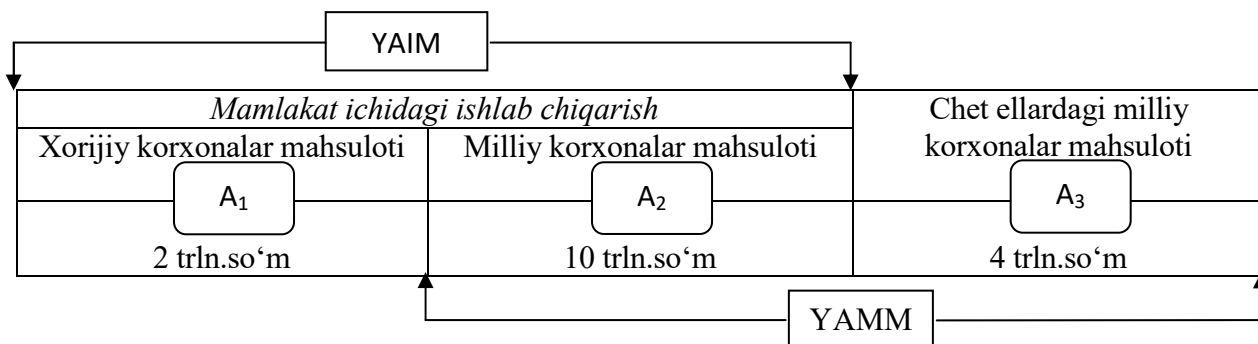 YAIM
Mamlakat ichidagi ishlab chiqarish
Chet ellardagi milliy
korxonalar mahsuloti
Xorijiy korxonalar mahsuloti
Milliy korxonalar mahsuloti
A₁
A₂
A₃
2 trln.so‘m
10 trln.so‘m
4 trln.so‘m
YAMM